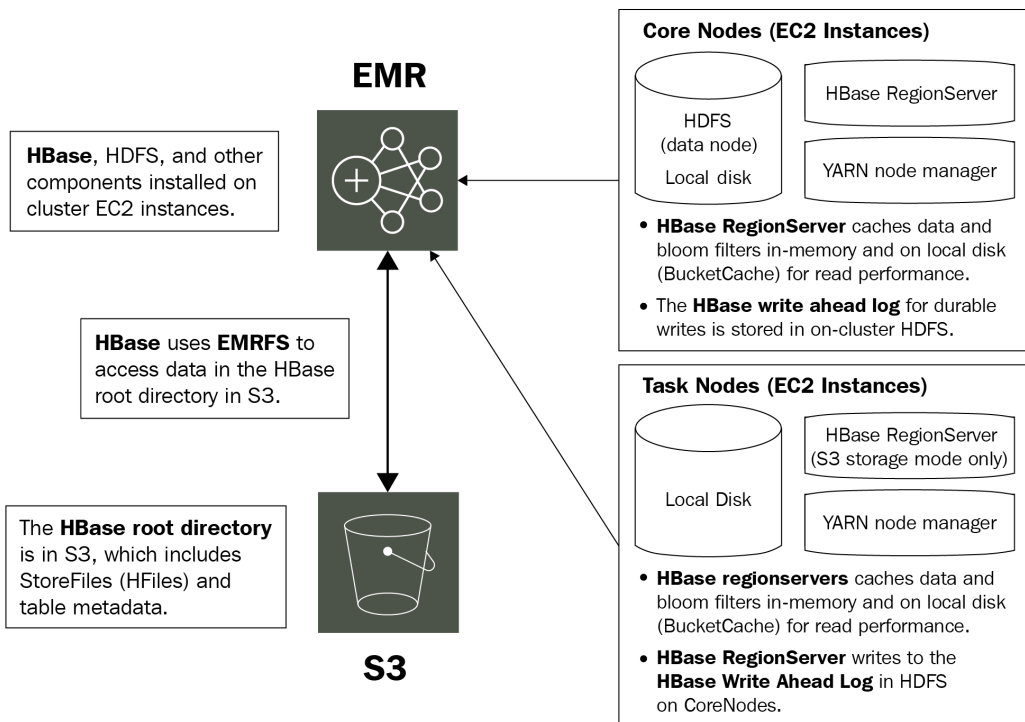 EMR
HBase, HDFS, and other
components installed on
cluster EC2 instances.
HBase uses EMRFS to
access data in the HBase
root directory in S3.
The HBase root directory
is in S3, which includes
StoreFiles (HFiles) and
table metadata.
S3
Core Nodes (EC2 Instances)
HDFS
(data node)
Local disk
HBase RegionServer
YARN node manager
• HBase RegionServer caches data and
bloom filters in-memory and on local disk
(BucketCache) for read performance.
• The HBase write ahead log for durable
writes is stored in on-cluster HDFS.
Task Nodes (EC2 Instances)
Local Disk
HBase RegionServer
(S3 storage mode only)
YARN node manager
• HBase regionservers caches data and
bloom filters in-memory and on local disk
(BucketCache) for read performance.
• HBase RegionServer writes to the
HBase Write Ahead Log in HDFS
on CoreNodes.